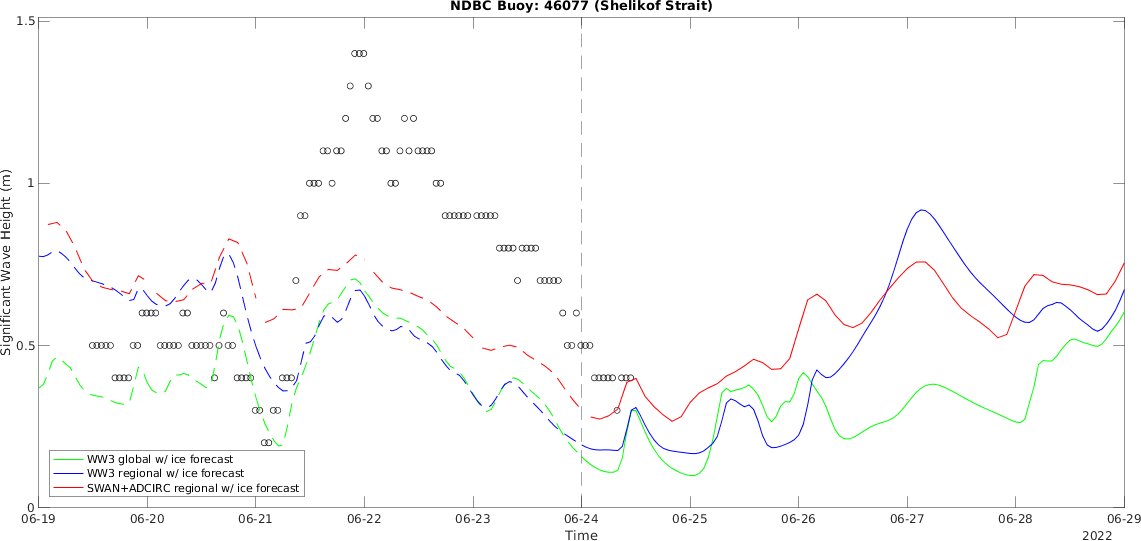 NDBC Buoy: 46077 (Shelikof Strait)
1.5
1
0.5
0
Significant Wave Height (m)
WW3 global w/ ice forecast
WW3 regional w/ ice forecast
SWAN+ADCIRC regional w/ ice forecast
06-19 06-20 06-21 06-22 06-23 06-24 06-25 06-26 06-27 06-28 06-29
Time
2022